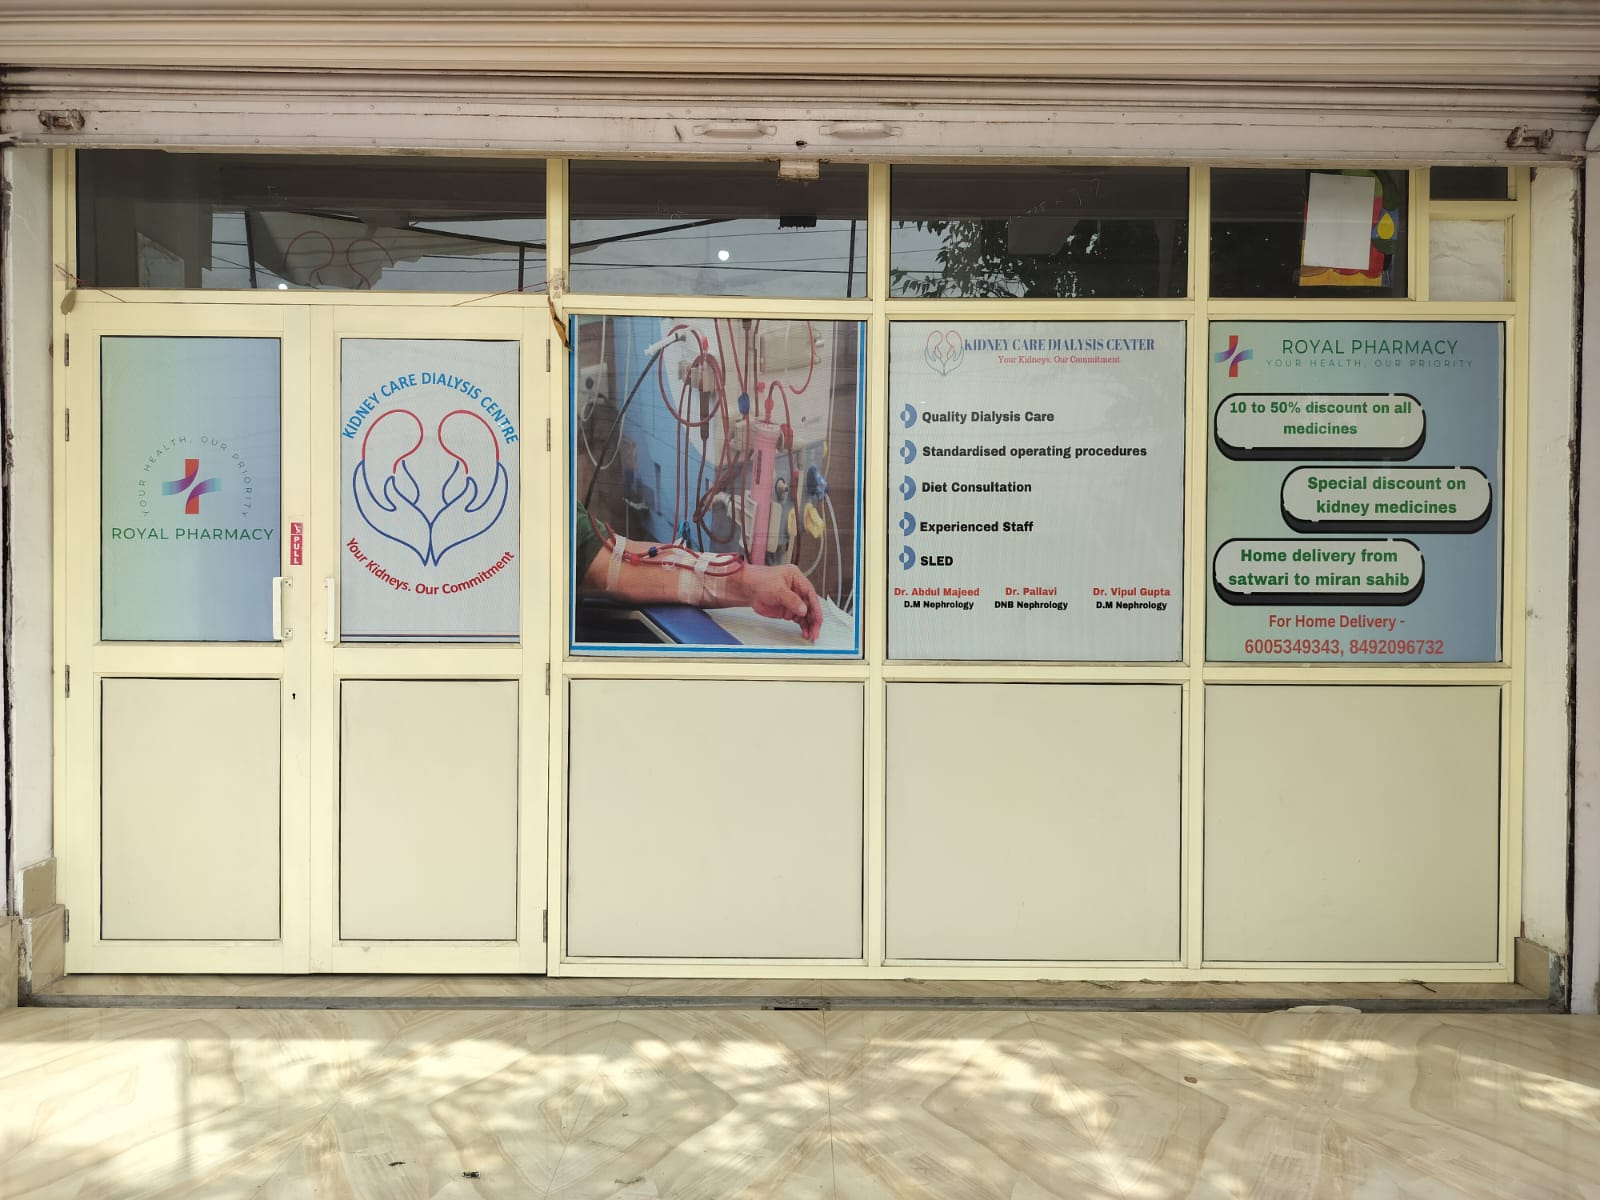 YOUR HEALTH, OUR PRIORITY
ROYAL PHARMACY
PULL
KIDNEY CARE DIALYSIS CENTRE
Your Kidneys. Our Commitment
KIDNEY CARE DIALYSIS CENTER
Your Kidneys. Our Commitment
Quality Dialysis Care
Standardised operating procedures
Diet Consultation
Experienced Staff
SLED
Dr. Abdul Majeed Dr. Pallavi Dr. Vipul Gupta
D.M Nephrology DNB Nephrology D.M Nephrology
ROYAL PHARMACY
YOUR HEALTH, OUR PRIORITY
10 to 50% discount on all
medicines
Special discount on
kidney medicines
Home delivery from
satwari to miran sahib
For Home Delivery -
6005349343, 8492096732